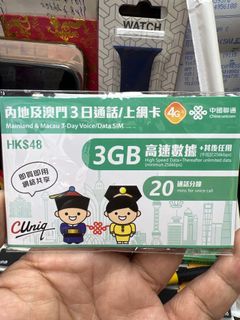 WATCH
內地及澳門3日通話/上網卡
4G
中國聯通
China unicom
Mainland & Macau 3-Day Voice/Data SIM
HK$48
3GB 高速數據 +其後任用
High Speed Data+Thereafter unlimited data
(minimum 256kbps)
即買即用
網絡共享
20 通話分鐘
mins for voice call
CUniq